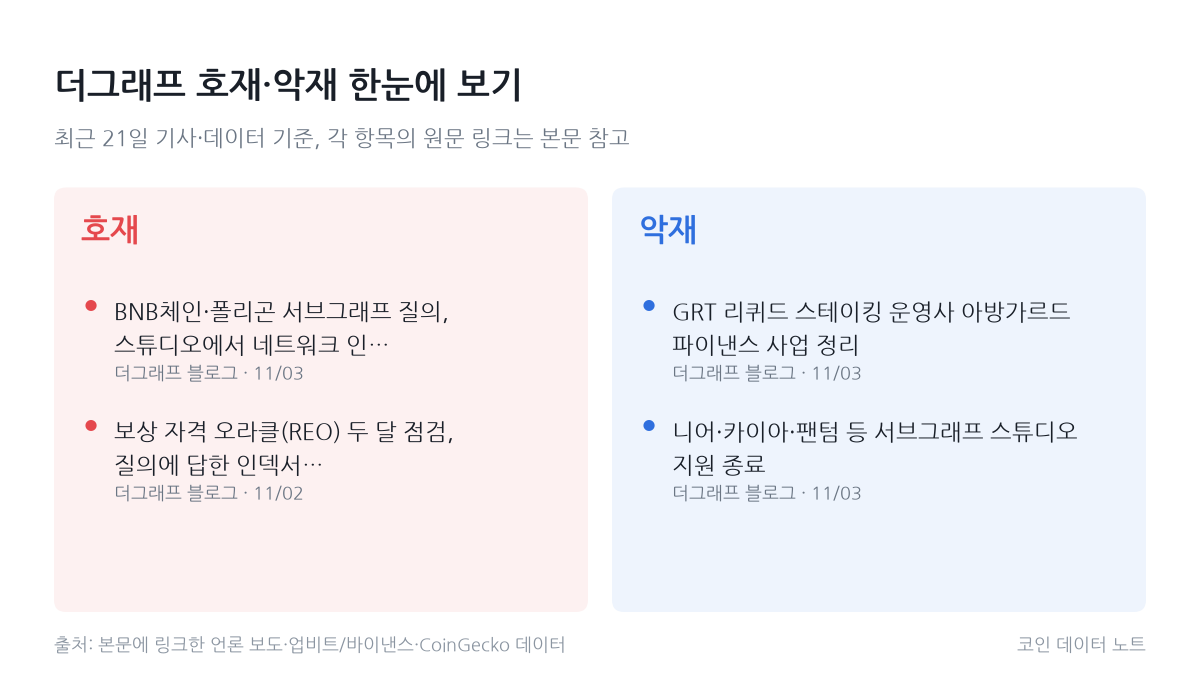 더그래프 호재·악재 한눈에 보기
최근 21일 기사·데이터 기준, 각 항목의 원문 링크는 본문 참고
호재
BNB체인·폴리곤 서브그래프 질의,
스튜디오에서 네트워크 인…
더그래프 블로그 · 11/03
보상 자격 오라클(REO) 두 달 점검,
질의에 답한 인덱서…
더그래프 블로그 · 11/02
악재
GRT 리퀴드 스테이킹 운영사 아방가르드
파이낸스 사업 정리
더그래프 블로그 · 11/03
니어·카이아·팬텀 등 서브그래프 스튜디오
지원 종료
더그래프 블로그 · 11/03
출처: 본문에 링크한 언론 보도·업비트/바이낸스·CoinGecko 데이터
코인 데이터 노트